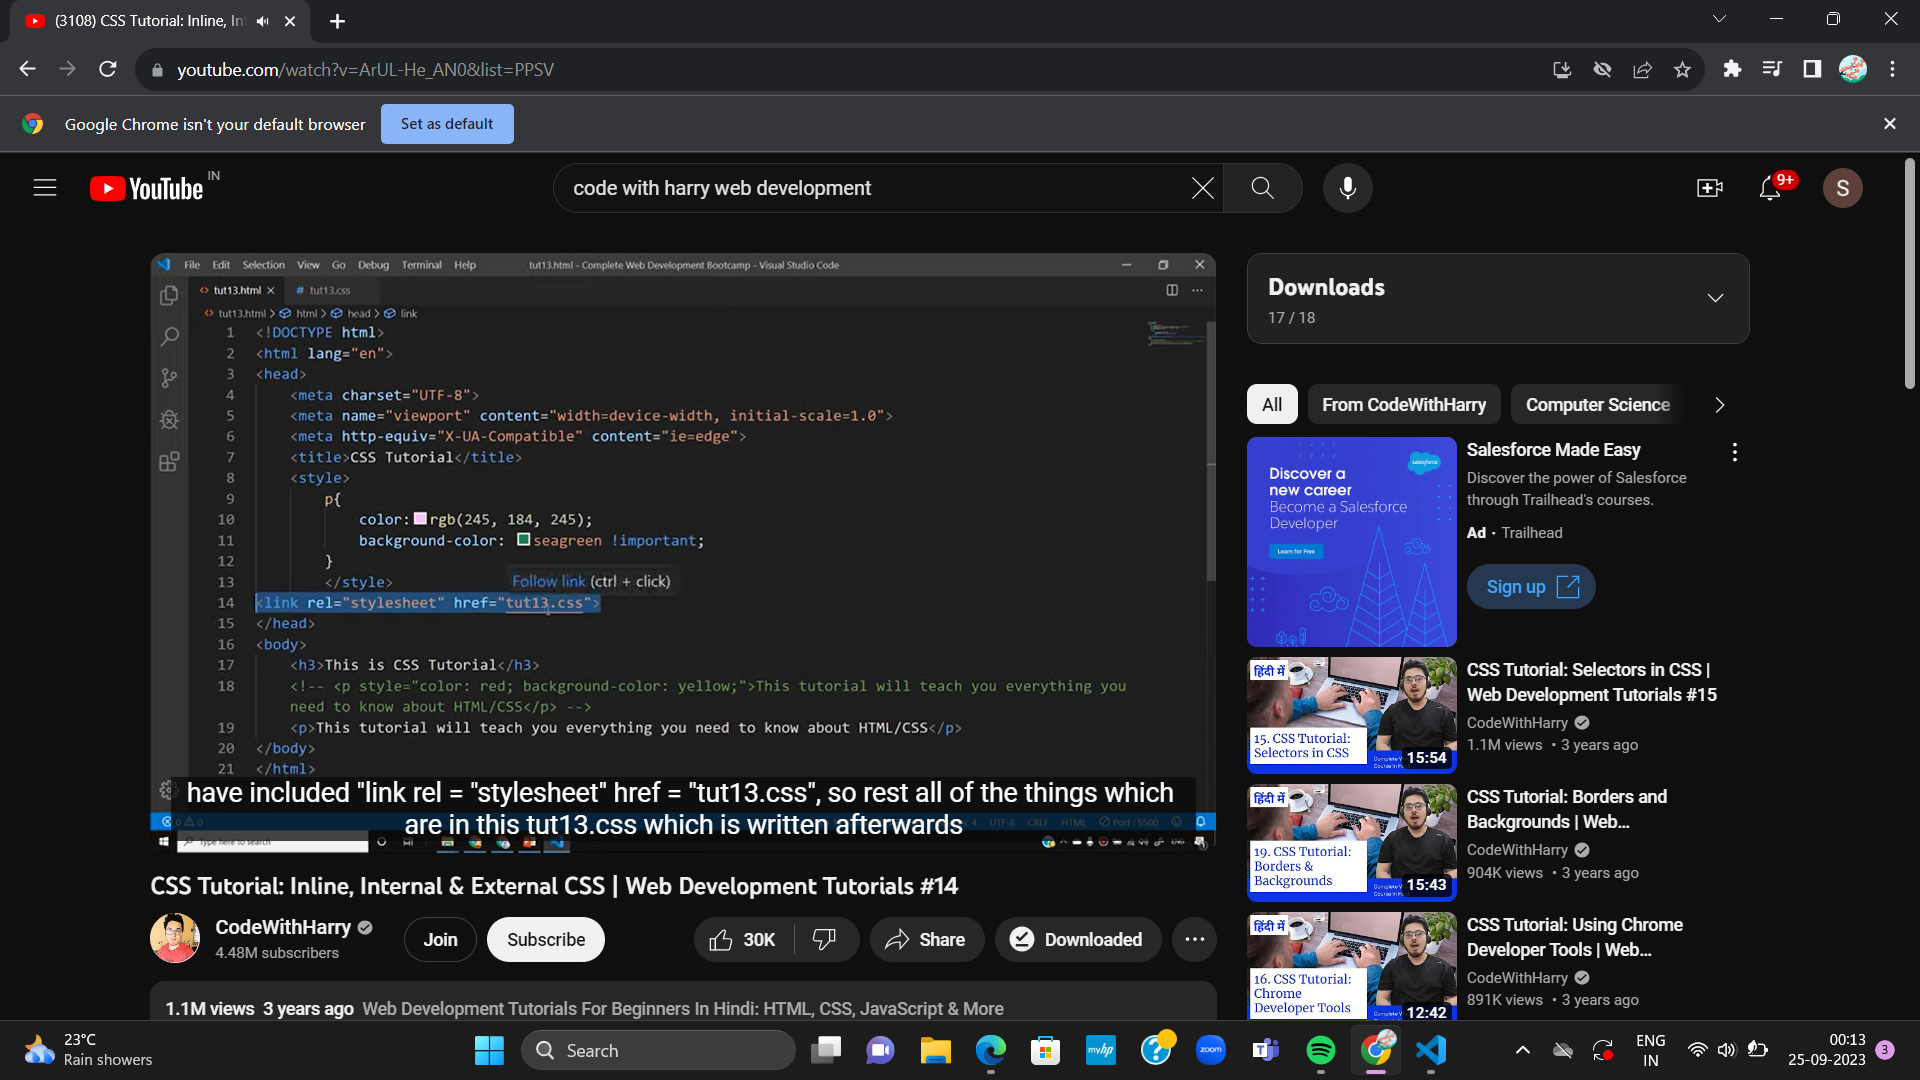 (3108) CSS Tutorial: Inline, In
youtube.com/watch?v=ArUL-He_AN0&list=PPSV
Google Chrome isn't your default browser
Set as default
YouTube IN
code with harry web development
9+
S
File Edit Selection View Go Debug Terminal Help
tut13.html - Complete Web Development Bootcamp - Visual Studio Code
tut13.html
# tut13.css
tut13.html > html > head > link
1 <!DOCTYPE html>
2 <html lang="en">
3 <head>
4 <meta charset="UTF-8">
5 <meta name="viewport" content="width=device-width, initial-scale=1.0">
6 <meta http-equiv="X-UA-Compatible" content="ie=edge">
7 <title>CSS Tutorial</title>
8 <style>
9 p{
10 color: rgb(245, 184, 245);
11 background-color: seagreen !important;
12 }
13 </style>
Follow link (ctrl + click)
14 <link rel="stylesheet" href="tut13.css">
15 </head>
16 <body>
17 <h3>This is CSS Tutorial</h3>
18 <!-- <p style="color: red; background-color: yellow;">This tutorial will teach you everything you
need to know about HTML/CSS</p> -->
19 <p>This tutorial will teach you everything you need to know about HTML/CSS</p>
20 </body>
21 </html>
have included "link rel = "stylesheet" href = "tut13.css", so rest all of the things which
are in this tut13.css which is written afterwards
UTF-8 CRLF HTML Port : 5500
Type here to search
CSS Tutorial: Inline, Internal & External CSS | Web Development Tutorials #14
CodeWithHarry
4.48M subscribers
Join
Subscribe
30K
Share
Downloaded
1.1M views 3 years ago Web Development Tutorials For Beginners In Hindi: HTML, CSS, JavaScript & More
Downloads
17 / 18
All
From CodeWithHarry
Computer Science
Discover a
new career
Become a Salesforce
Developer
salesforce
Learn for Free
Salesforce Made Easy
Discover the power of Salesforce
through Trailhead's courses.
Ad · Trailhead
Sign up
हिंदी में
15. CSS Tutorial:
Selectors in CSS
15:54
CSS Tutorial: Selectors in CSS |
Web Development Tutorials #15
CodeWithHarry
1.1M views • 3 years ago
हिंदी में
19. CSS Tutorial:
Borders &
Backgrounds
15:43
CSS Tutorial: Borders and
Backgrounds | Web...
CodeWithHarry
904K views • 3 years ago
हिंदी में
16. CSS Tutorial:
Chrome
Developer Tools
12:42
CSS Tutorial: Using Chrome
Developer Tools | Web...
CodeWithHarry
891K views • 3 years ago
23°C
Rain showers
Search
myhp
zoom
ENG
IN
00:13
25-09-2023
3